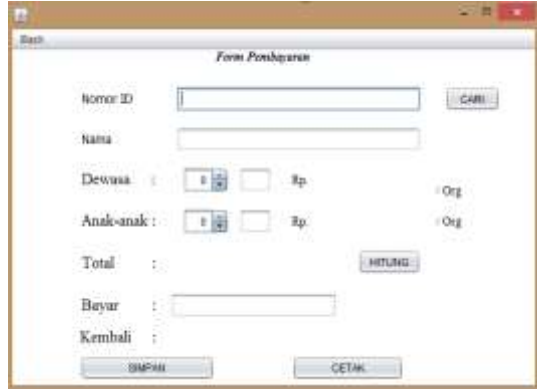 Back
Form Pembayaran
Nomor ID CARI
Nama
Dewasa : 0 Rp. / Org
Anak-anak : 0 Rp. / Org
Total : HITUNG
Bayar :
Kembali :
SIMPAN CETAK